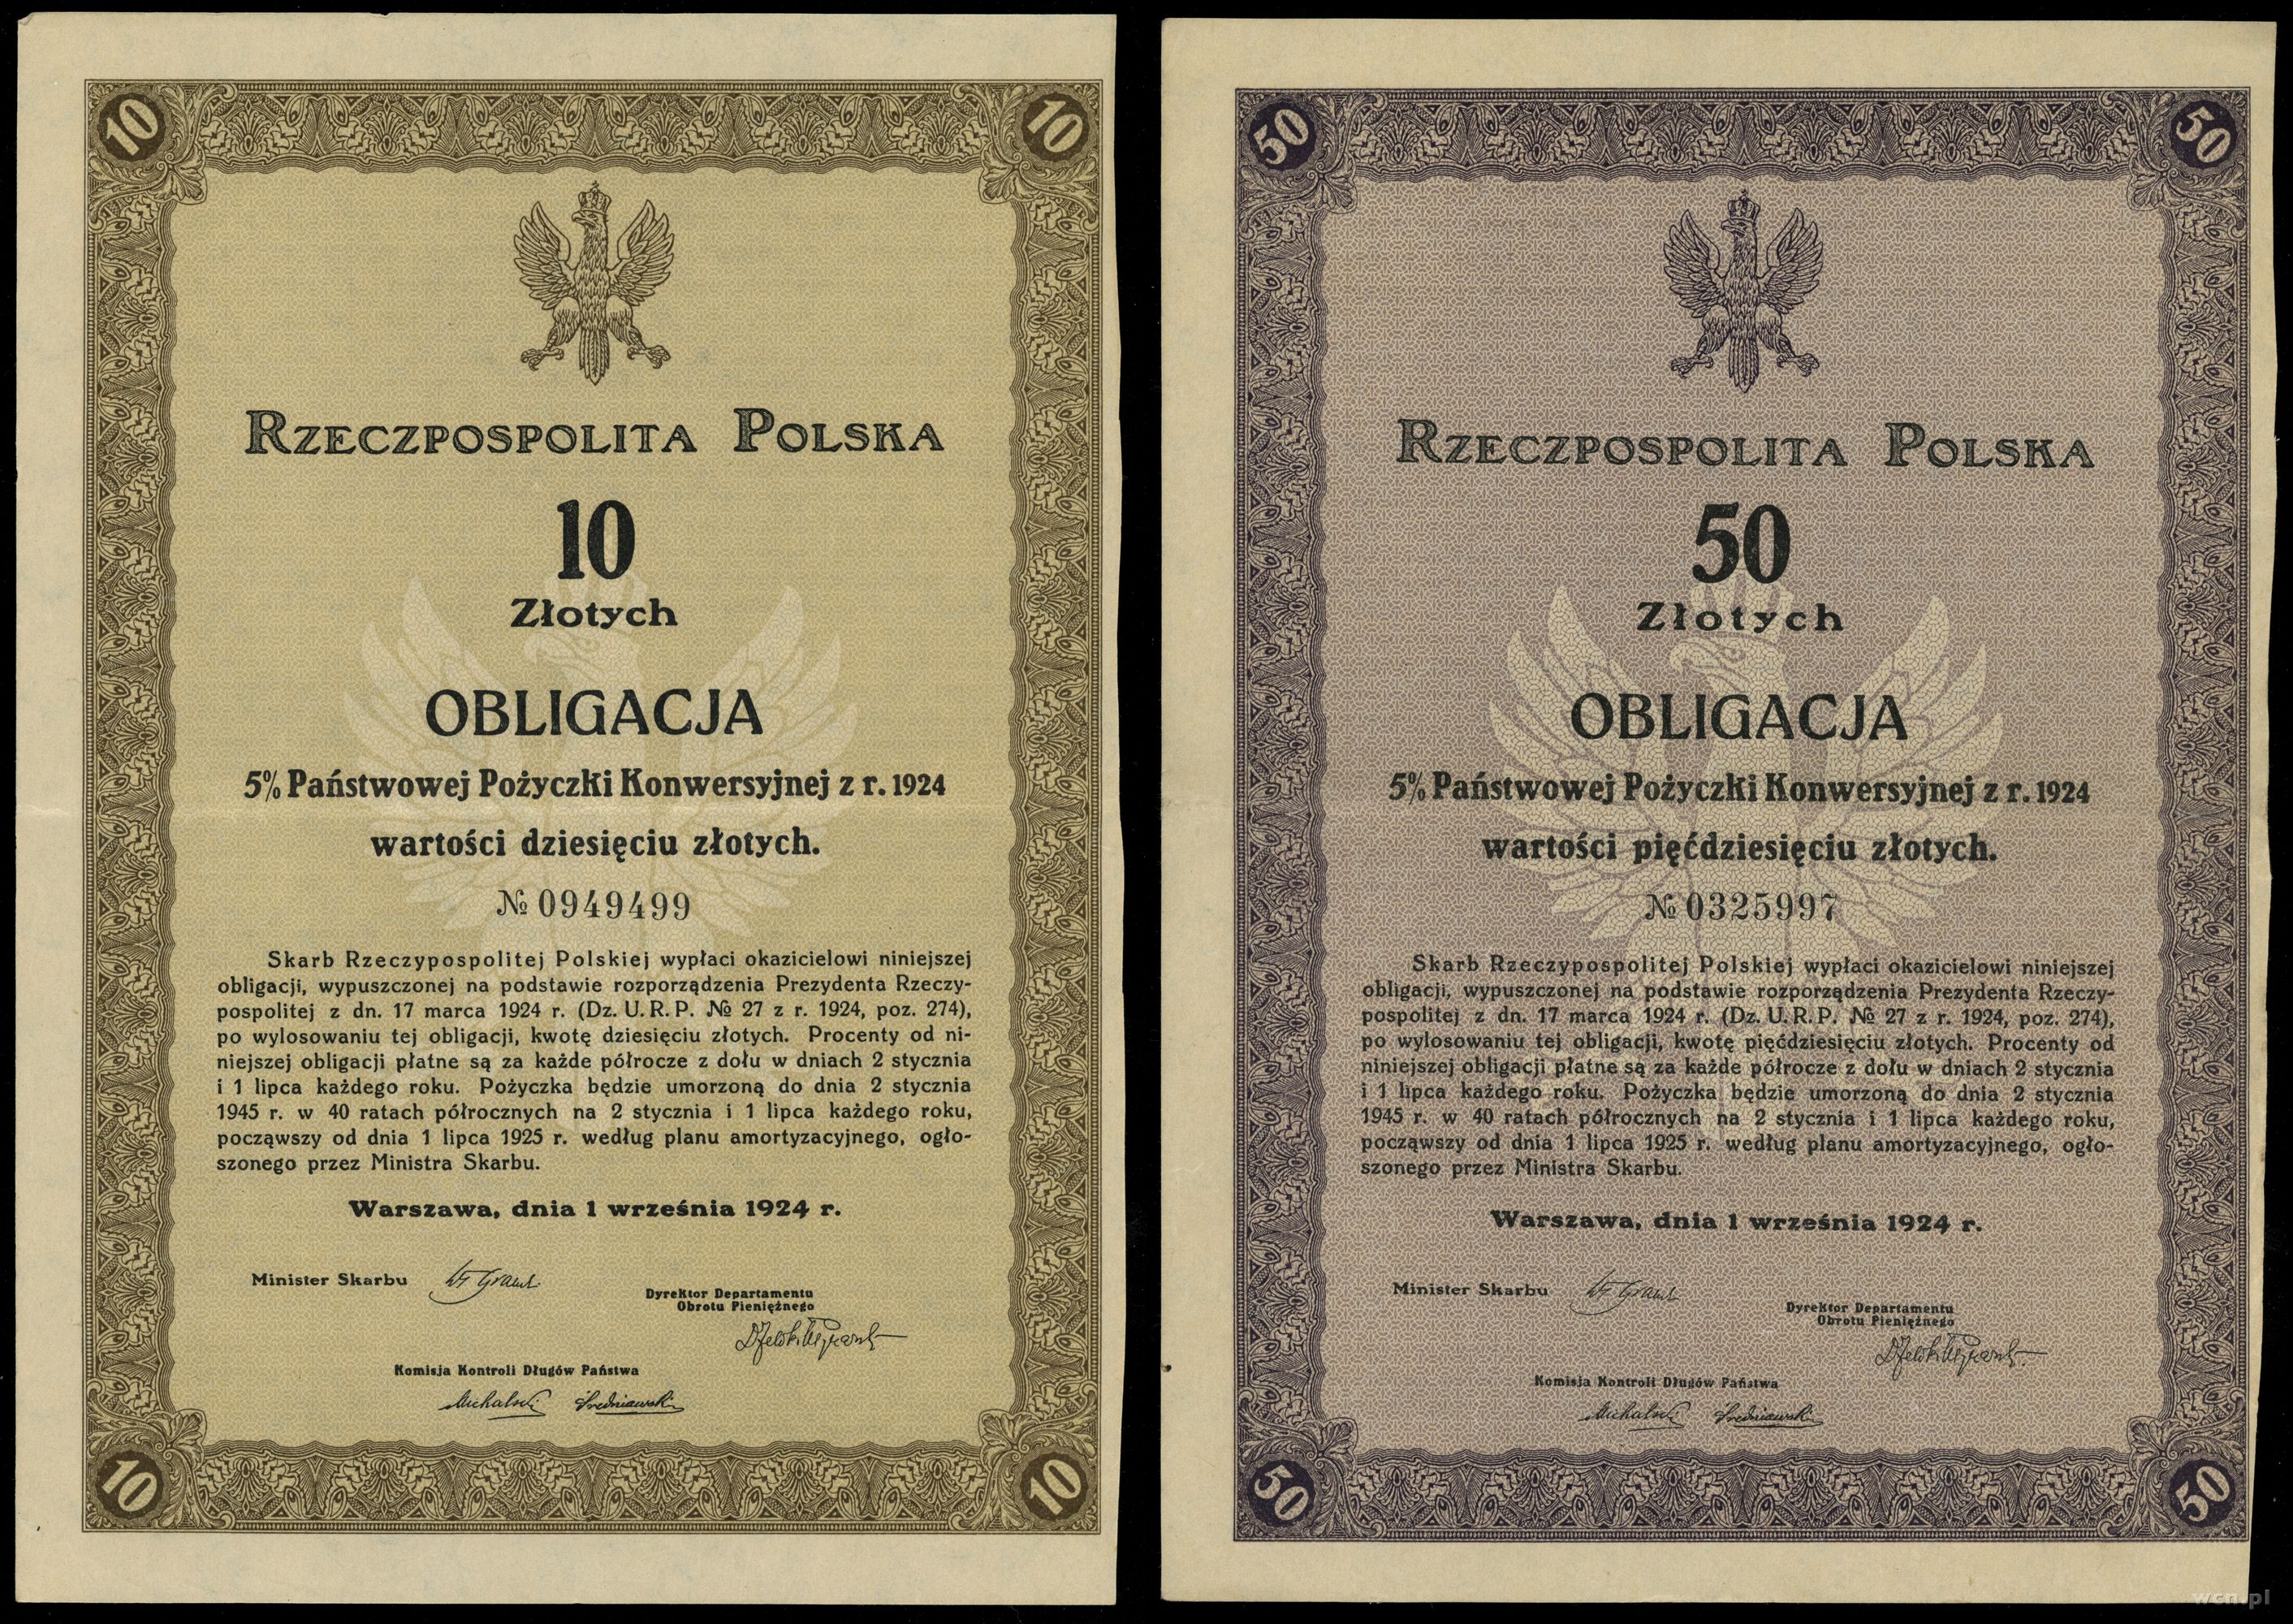 10
10
RZECZPOSPOLITA POLSKA
10
Złotych
OBLIGACJA
5% Państwowej Pożyczki Konwersyjnej z r. 1924
wartości dziesięciu złotych.
№ 0949499
Skarb Rzeczypospolitej Polskiej wypłaci okazicielowi niniejszej
obligacji, wypuszczonej na podstawie rozporządzenia Prezydenta Rzeczy-
pospolitej z dn. 17 marca 1924 r. (Dz. U. R. P. № 27 z r. 1924, poz. 274),
po wylosowaniu tej obligacji, kwotę dziesięciu złotych. Procenty od ni-
niejszej obligacji płatne są za każde półrocze z dołu w dniach 2 stycznia
i 1 lipca każdego roku. Pożyczka będzie umorzoną do dnia 2 stycznia
1945 r. w 40 ratach półrocznych na 2 stycznia i 1 lipca każdego roku,
począwszy od dnia 1 lipca 1925 r. według planu amortyzacyjnego, ogło-
szonego przez Ministra Skarbu.
Warszawa, dnia 1 września 1924 r.
Minister Skarbu
Dyrektor Departamentu
Obrotu Pieniężnego
Komisja Kontroli Długów Państwa
Michalski Średniawski
10
10
50
50
RZECZPOSPOLITA POLSKA
50
Złotych
OBLIGACJA
5% Państwowej Pożyczki Konwersyjnej z r. 1924
wartości pięćdziesięciu złotych.
№ 0325997
Skarb Rzeczypospolitej Polskiej wypłaci okazicielowi niniejszej
obligacji, wypuszczonej na podstawie rozporządzenia Prezydenta Rzeczy-
pospolitej z dn. 17 marca 1924 r. (Dz. U. R. P. № 27 z r. 1924, poz. 274),
po wylosowaniu tej obligacji, kwotę pięćdziesięciu złotych. Procenty od
niniejszej obligacji płatne są za każde półrocze z dołu w dniach 2 stycznia
i 1 lipca każdego roku. Pożyczka będzie umorzoną do dnia 2 stycznia
1945 r. w 40 ratach półrocznych na 2 stycznia i 1 lipca każdego roku,
począwszy od dnia 1 lipca 1925 r. według planu amortyzacyjnego, ogło-
szonego przez Ministra Skarbu.
Warszawa, dnia 1 września 1924 r.
Minister Skarbu
Dyrektor Departamentu
Obrotu Pieniężnego
Komisja Kontroli Długów Państwa
Michalski Średniawski
50
50
wcn.pl